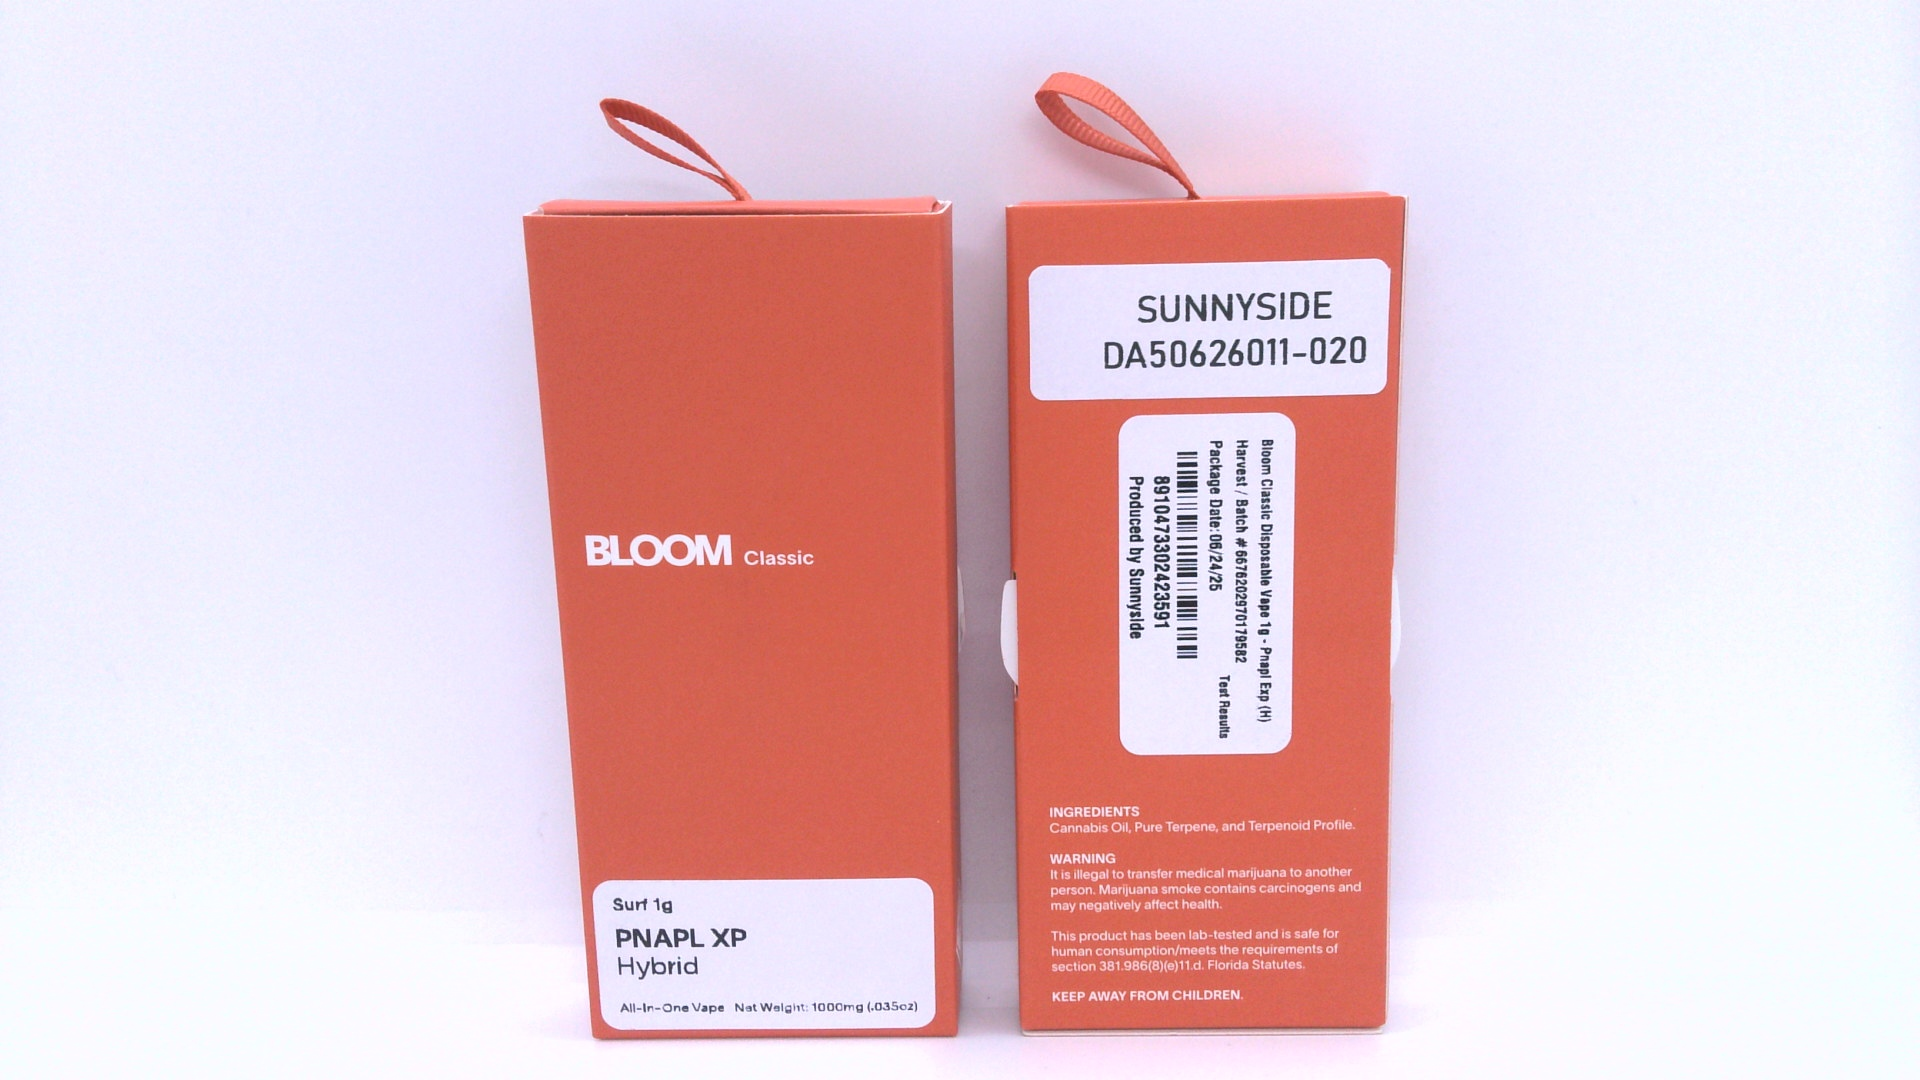 BLOOM Classic
Surf 1g
PNAPL XP
Hybrid
All-In-One Vape Net Weight: 1000mg (.035oz)
SUNNYSIDE
DA50626011-020
Bloom Classic Disposable Vape 1g - Pnapl Exp (H)
Harvest / Batch # 6676202970179582
Package Date: 06/24/25
Test Results
8910473302423591
Produced by Sunnyside
INGREDIENTS
Cannabis Oil, Pure Terpene, and Terpenoid Profile.
WARNING
It is illegal to transfer medical marijuana to another
person. Marijuana smoke contains carcinogens and
may negatively affect health.
This product has been lab-tested and is safe for
human consumption/meets the requirements of
section 381.986(8)(e)11.d. Florida Statutes.
KEEP AWAY FROM CHILDREN.